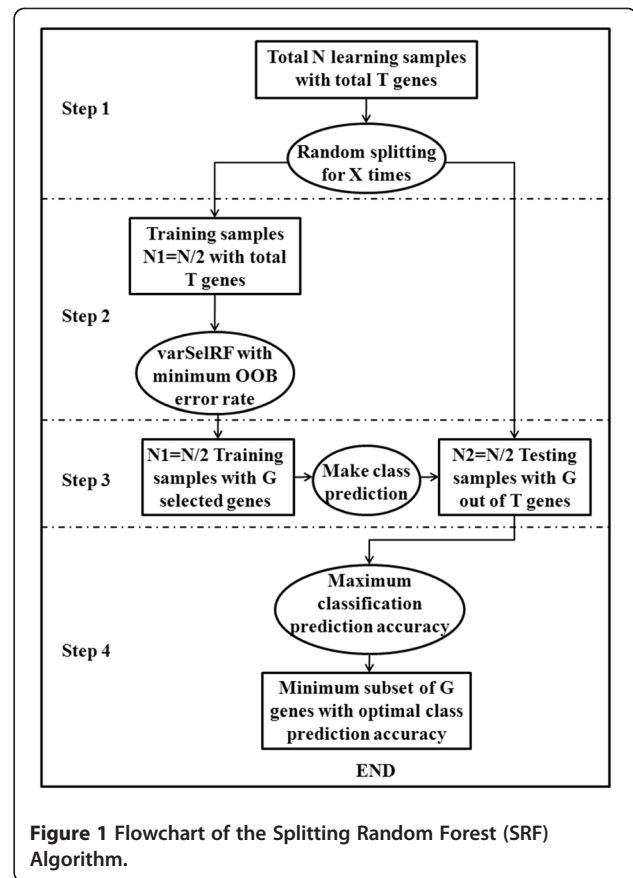 Total N learning samples
with total T genes
Step 1
Random splitting
for X times
Training samples
N1=N/2 with total
T genes
Step 2
varSelRF with
minimum OOB
error rate
N1=N/2 Training
samples with G
selected genes
Step 3
Make class
prediction
N2=N/2 Testing
samples with G
out of T genes
Maximum
classification
prediction accuracy
Step 4
Minimum subset of G
genes with optimal class
prediction accuracy
END
Figure 1 Flowchart of the Splitting Random Forest (SRF)
Algorithm.